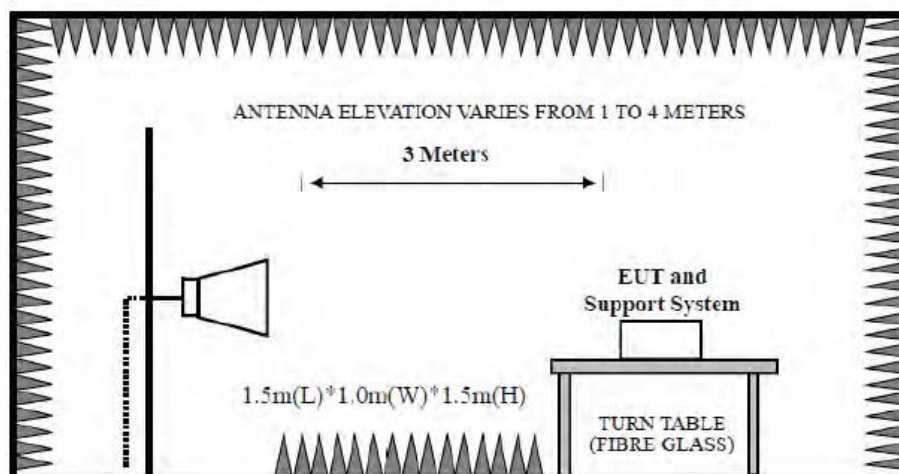 ANTENNA ELEVATION VARIES FROM 1 TO 4 METERS
3 Meters
EUT and
Support System
1.5m(L)*1.0m(W)*1.5m(H)
TURN TABLE
(FIBRE GLASS)